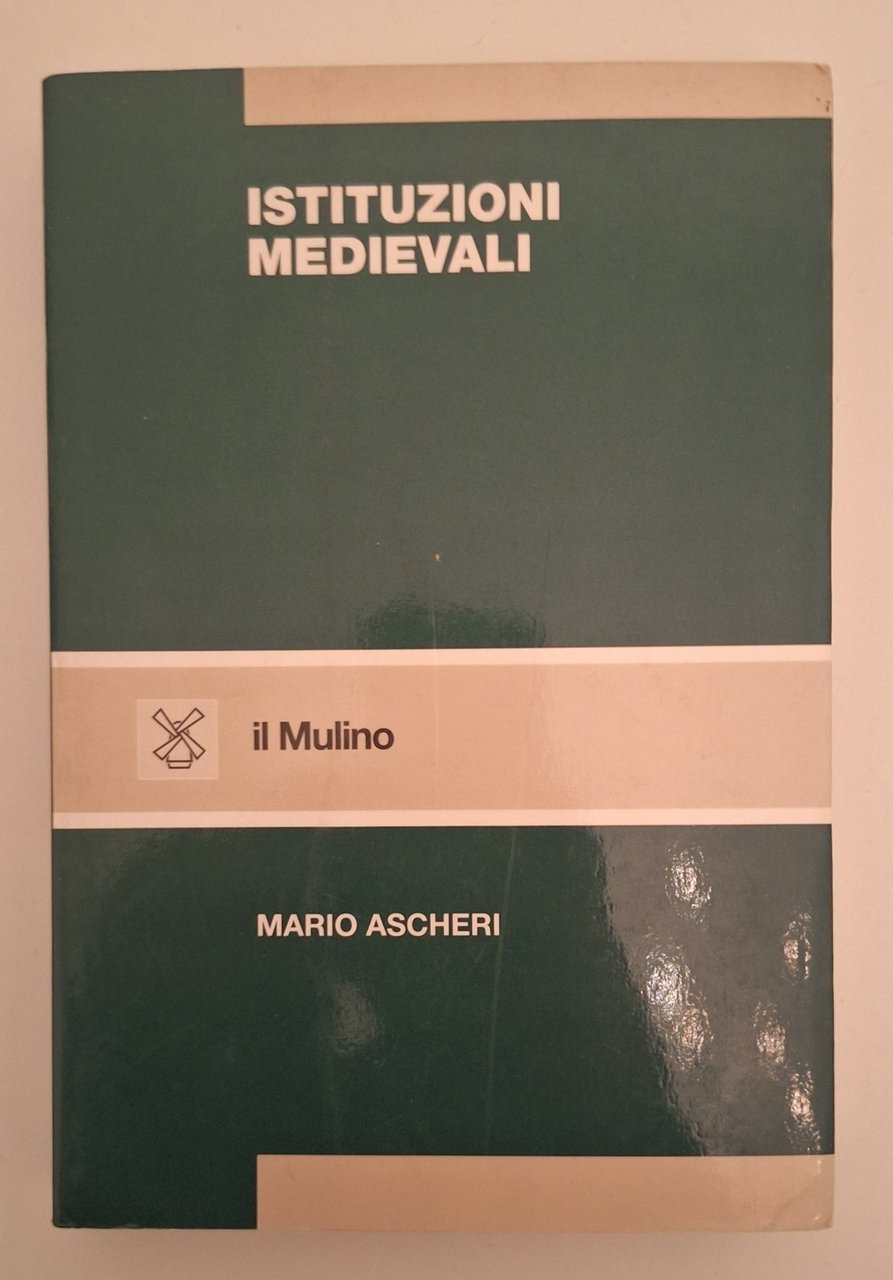 ISTITUZIONI
MEDIEVALI
il Mulino
MARIO ASCHERI